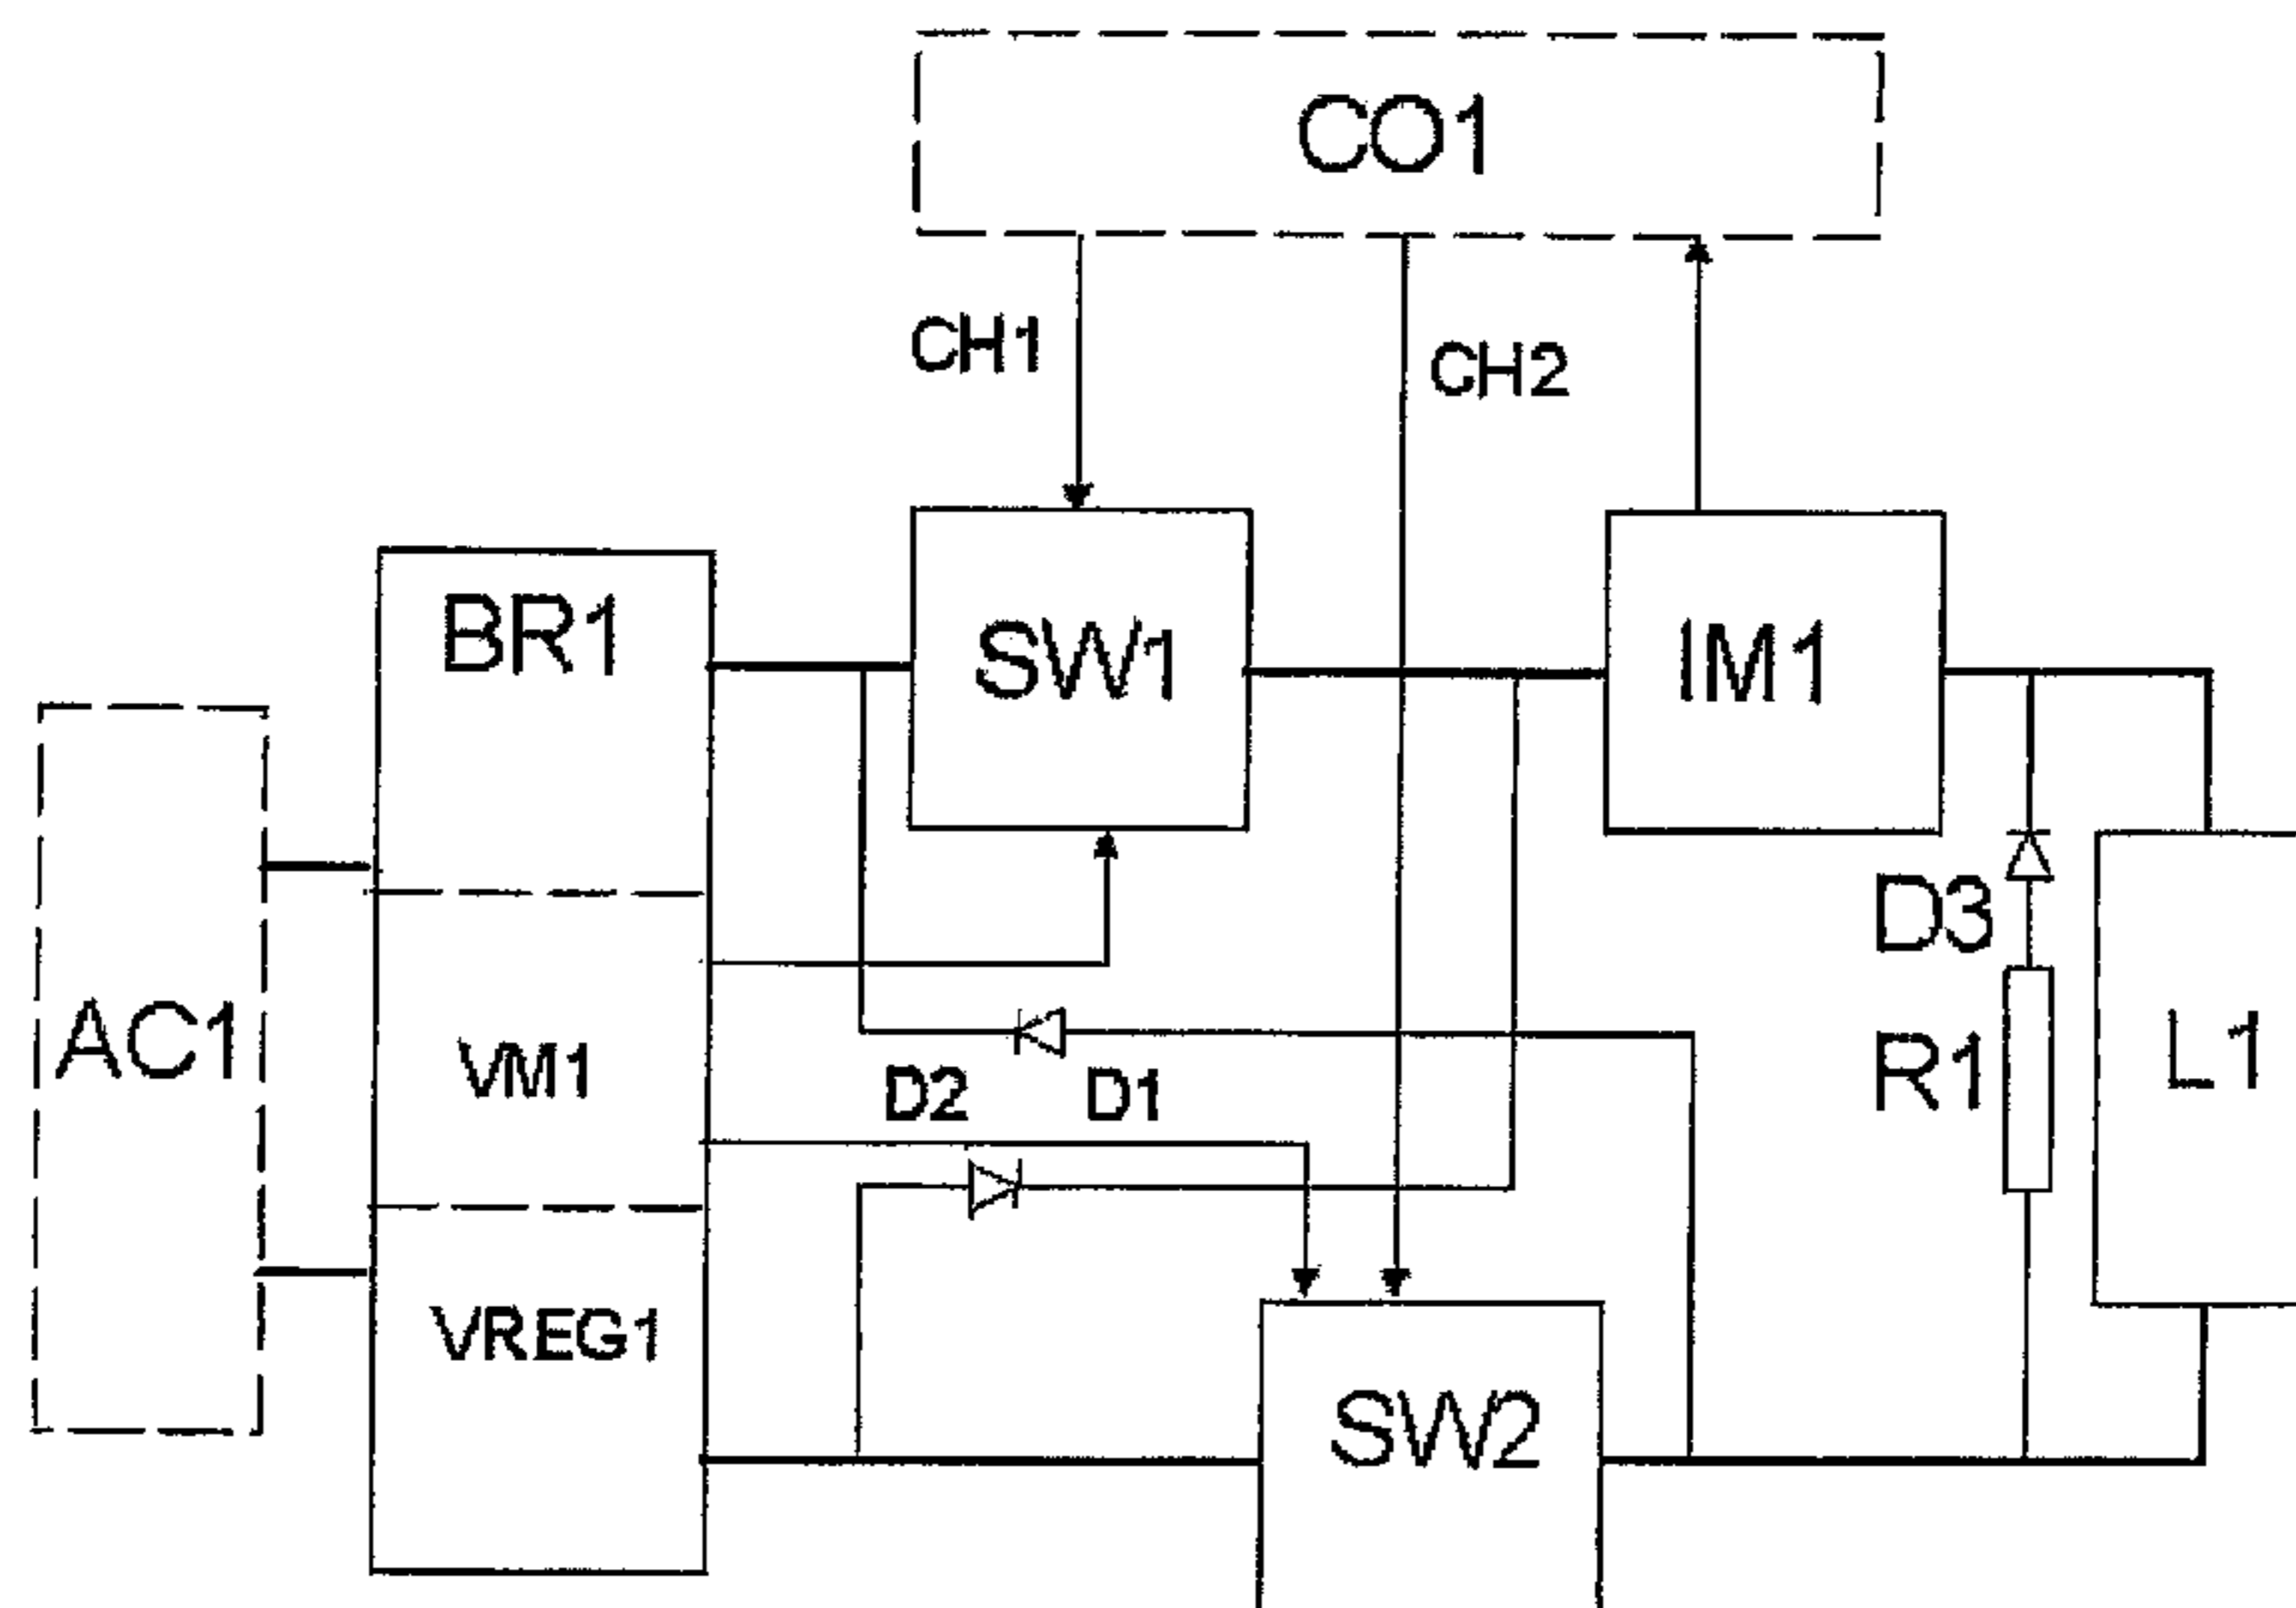 CO1
CH1
CH2
BR1
SW1
IM1
AC1
D3
VM1
D2
D1
R1
L1
VREG1
SW2